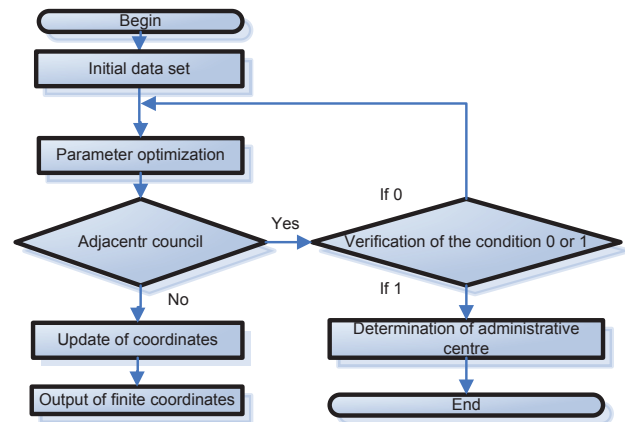 Begin
Initial data set
Parameter optimization
If 0
Adjacentr council
Yes
Verification of the condition 0 or 1
No
If 1
Update of coordinates
Determination of administrative
centre
Output of finite coordinates
End